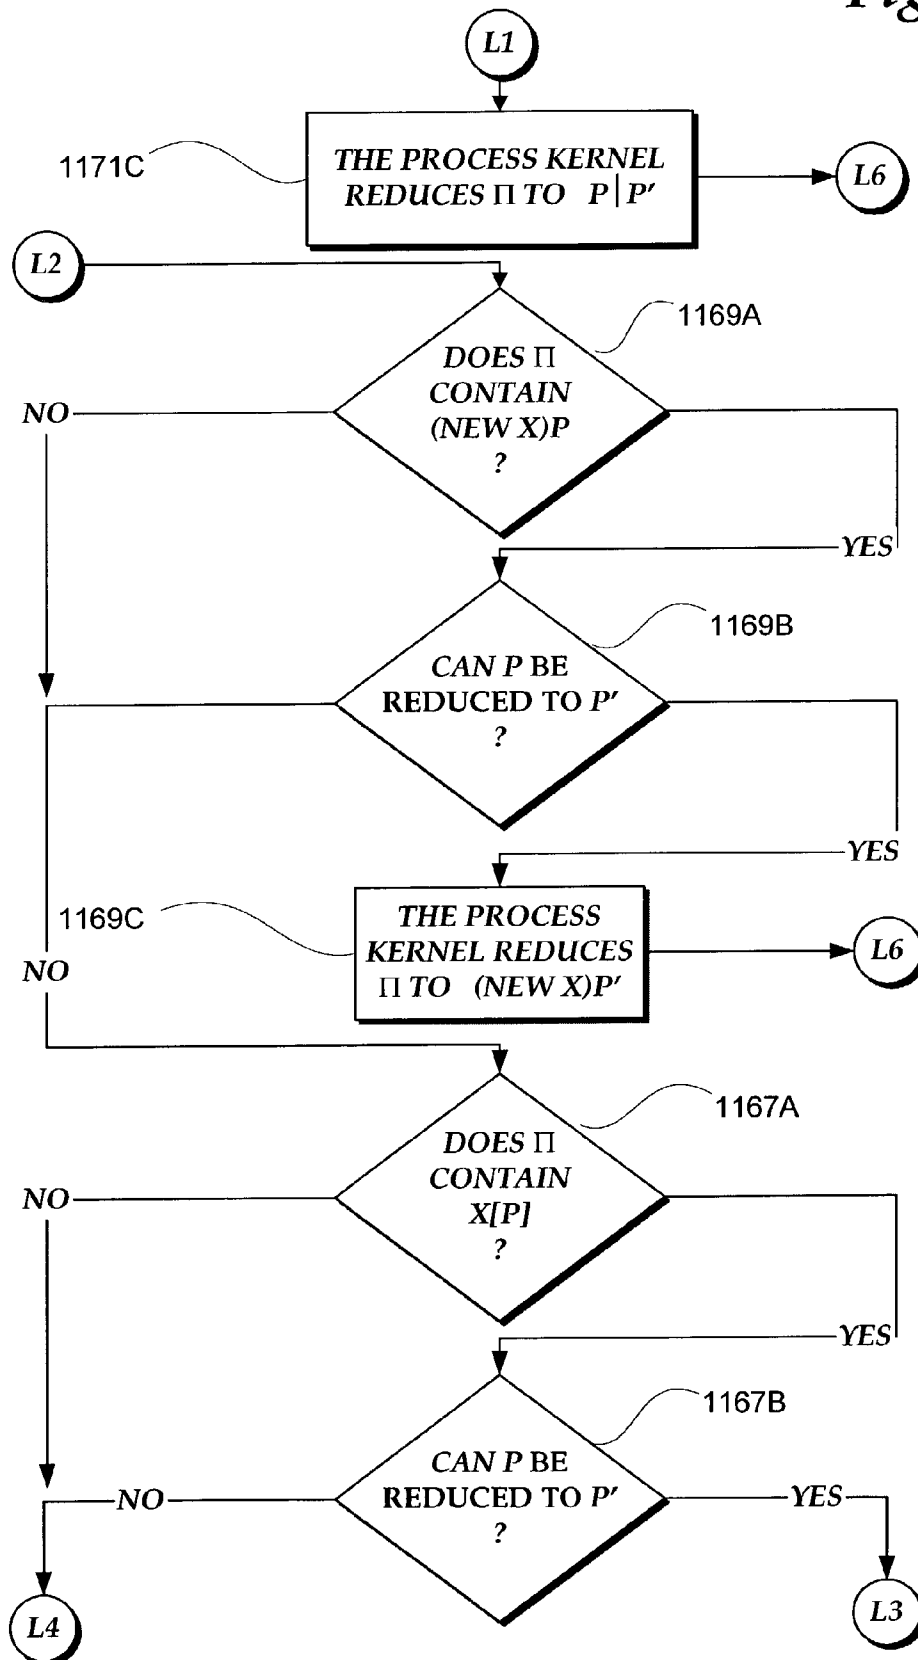 Fig
L1
1171C
THE PROCESS KERNEL
REDUCES Π TO P|P'
L6
L2
1169A
DOES Π
CONTAIN
(NEW X)P
?
NO
YES
1169B
CAN P BE
REDUCED TO P'
?
YES
1169C
THE PROCESS
KERNEL REDUCES
Π TO (NEW X)P'
L6
NO
1167A
DOES Π
CONTAIN
X[P]
?
NO
YES
1167B
CAN P BE
REDUCED TO P'
?
NO
YES
L4
L3